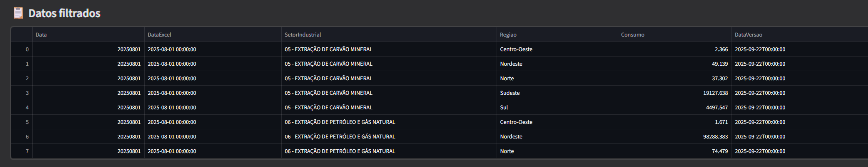 Datos filtrados
Data DataExcel SetorIndustrial Regiao Consumo DataVersao
0 20250801 2025-08-01 00:00:00 05 - EXTRAÇÃO DE CARVÃO MINERAL Centro-Oeste 2.366 2025-09-22T00:00:00
1 20250801 2025-08-01 00:00:00 05 - EXTRAÇÃO DE CARVÃO MINERAL Nordeste 49.139 2025-09-22T00:00:00
2 20250801 2025-08-01 00:00:00 05 - EXTRAÇÃO DE CARVÃO MINERAL Norte 37.302 2025-09-22T00:00:00
3 20250801 2025-08-01 00:00:00 05 - EXTRAÇÃO DE CARVÃO MINERAL Sudeste 19127.638 2025-09-22T00:00:00
4 20250801 2025-08-01 00:00:00 05 - EXTRAÇÃO DE CARVÃO MINERAL Sul 4497.547 2025-09-22T00:00:00
5 20250801 2025-08-01 00:00:00 06 - EXTRAÇÃO DE PETRÓLEO E GÁS NATURAL Centro-Oeste 1.671 2025-09-22T00:00:00
6 20250801 2025-08-01 00:00:00 06 - EXTRAÇÃO DE PETRÓLEO E GÁS NATURAL Nordeste 98288.383 2025-09-22T00:00:00
7 20250801 2025-08-01 00:00:00 06 - EXTRAÇÃO DE PETRÓLEO E GÁS NATURAL Norte 74.479 2025-09-22T00:00:00